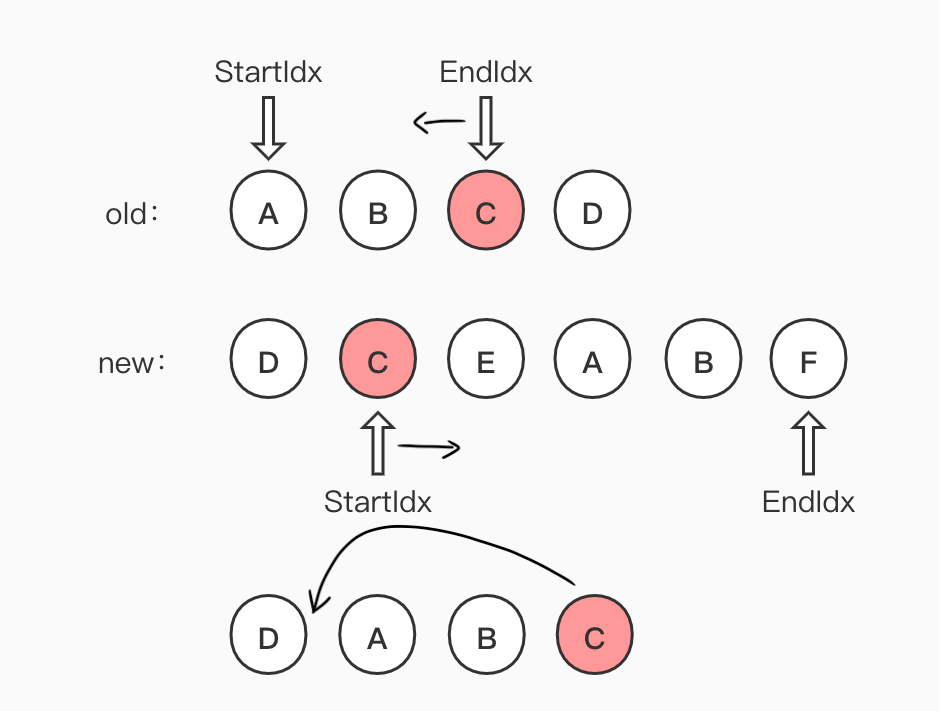 StartIdx EndIdx
old： A B C D
new： D C E A B F
StartIdx EndIdx
D A B C